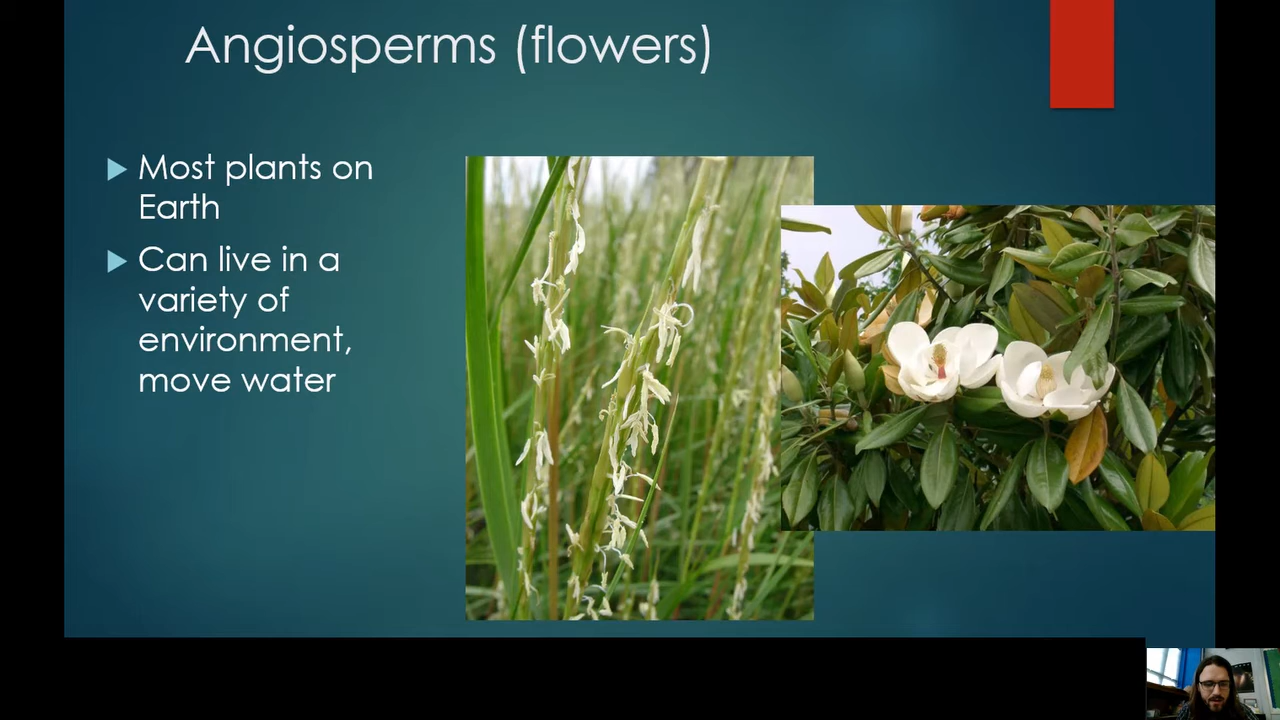 Angiosperms (flowers)
Most plants on
Earth
Can live in a
variety of
environment,
move water